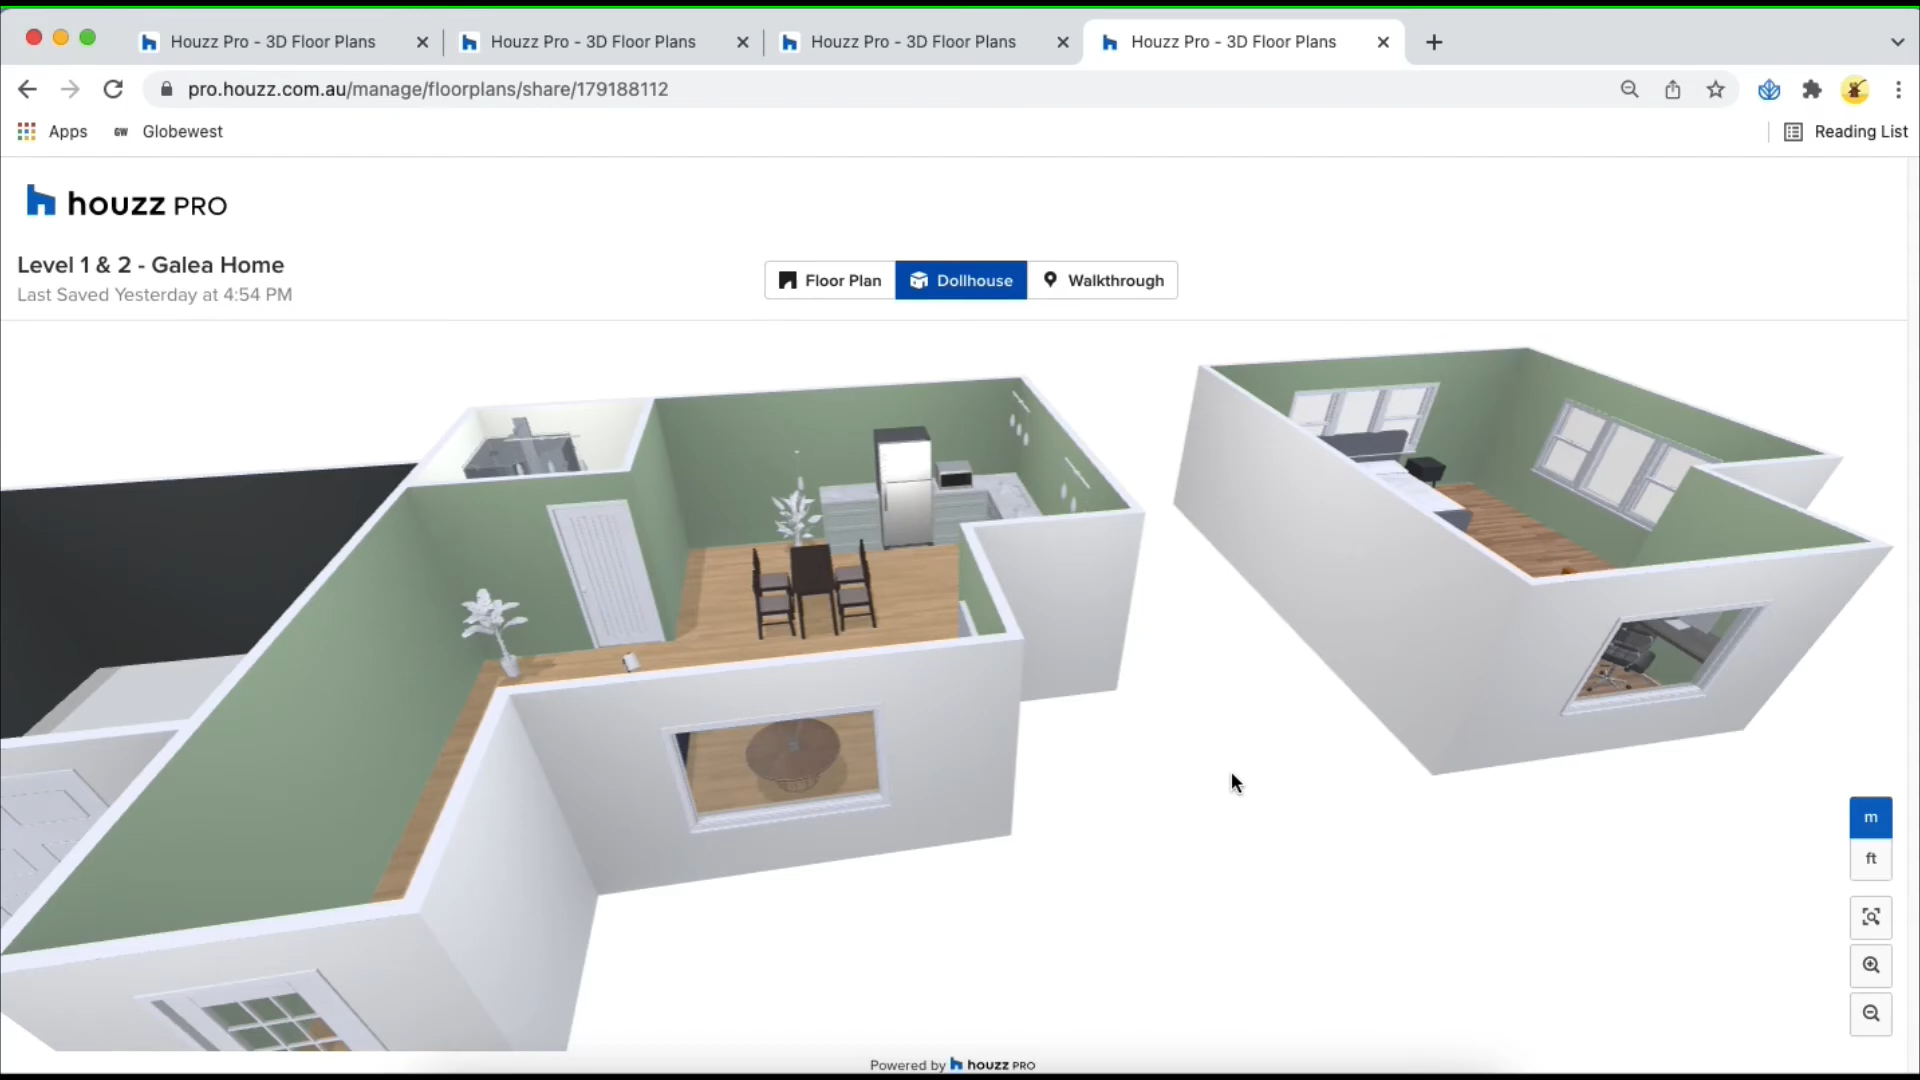 Houzz Pro - 3D Floor Plans
Houzz Pro - 3D Floor Plans
Houzz Pro - 3D Floor Plans
Houzz Pro - 3D Floor Plans
pro.houzz.com.au/manage/floorplans/share/179188112
Apps
GW Globewest
Reading List
houzz PRO
Level 1 & 2 - Galea Home
Last Saved Yesterday at 4:54 PM
Floor Plan
Dollhouse
Walkthrough
m
ft
Powered by houzz PRO